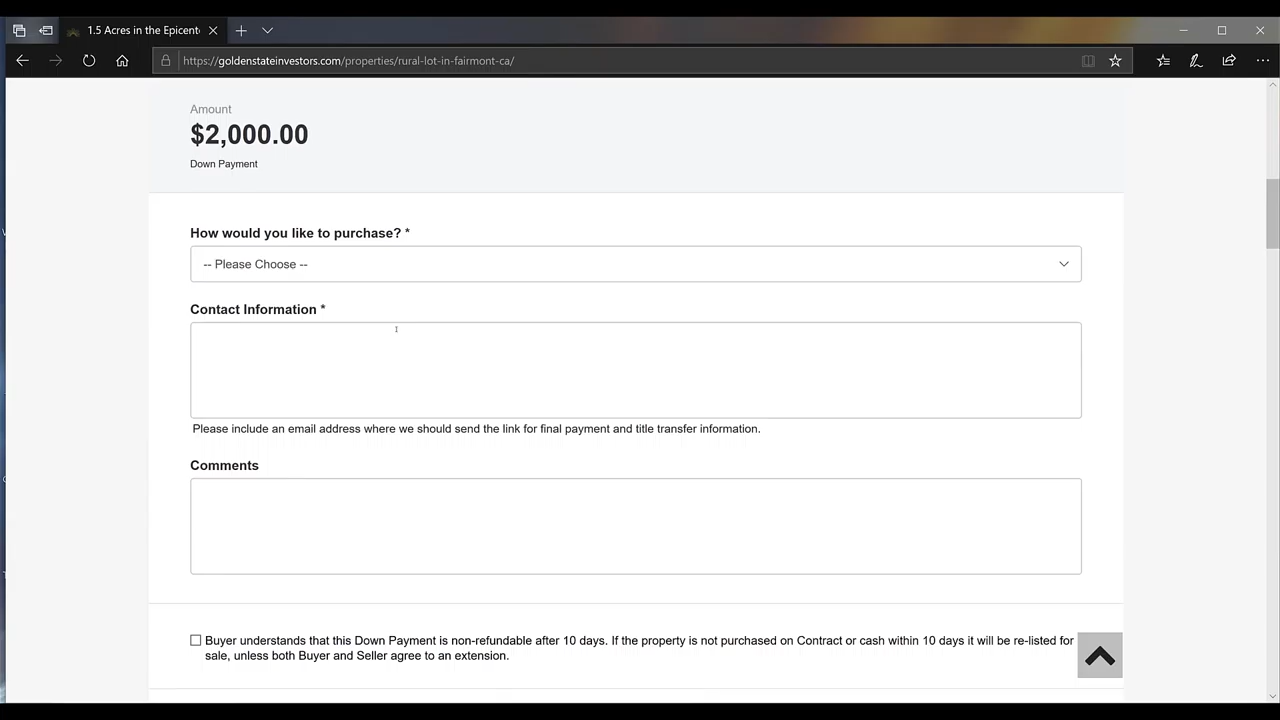 1.5 Acres in the Epicent
https://goldenstateinvestors.com/properties/rural-lot-in-fairmont-ca/
Amount
$2,000.00
Down Payment
How would you like to purchase? *
-- Please Choose --
Contact Information *
Please include an email address where we should send the link for final payment and title transfer information.
Comments
Buyer understands that this Down Payment is non-refundable after 10 days. If the property is not purchased on Contract or cash within 10 days it will be re-listed for
sale, unless both Buyer and Seller agree to an extension.